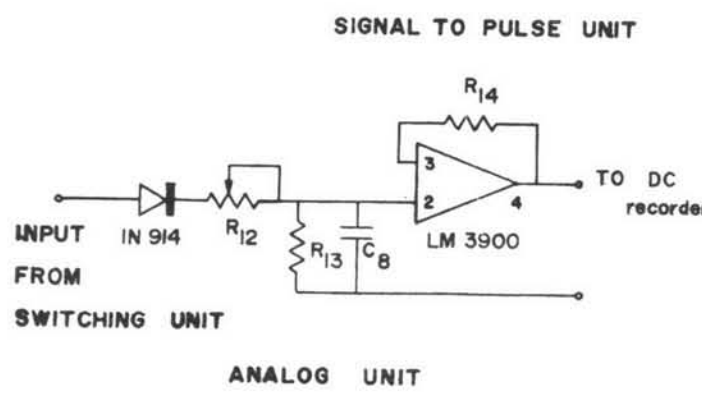 SIGNAL TO PULSE UNIT
R14
3
2
4
TO DC
recorder
LM 3900
INPUT
FROM
SWITCHING UNIT
IN 914
R12
R13
C8
ANALOG UNIT